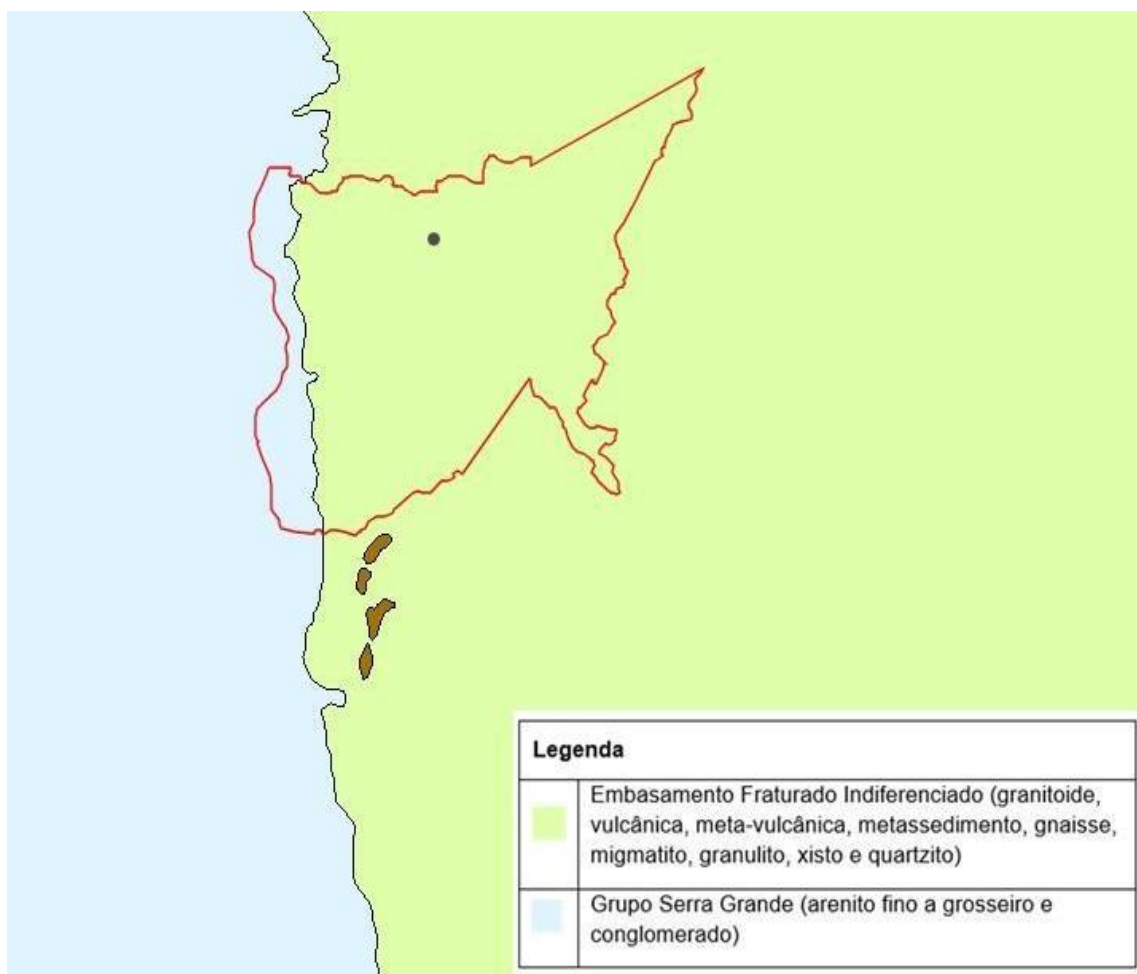 Legenda
Embasamento Fraturado Indiferenciado (granitoide,
vulcânica, meta-vulcânica, metassedimento, gnaisse,
migmatito, granulito, xisto e quartzito)
Grupo Serra Grande (arenito fino a grosseiro e
conglomerado)